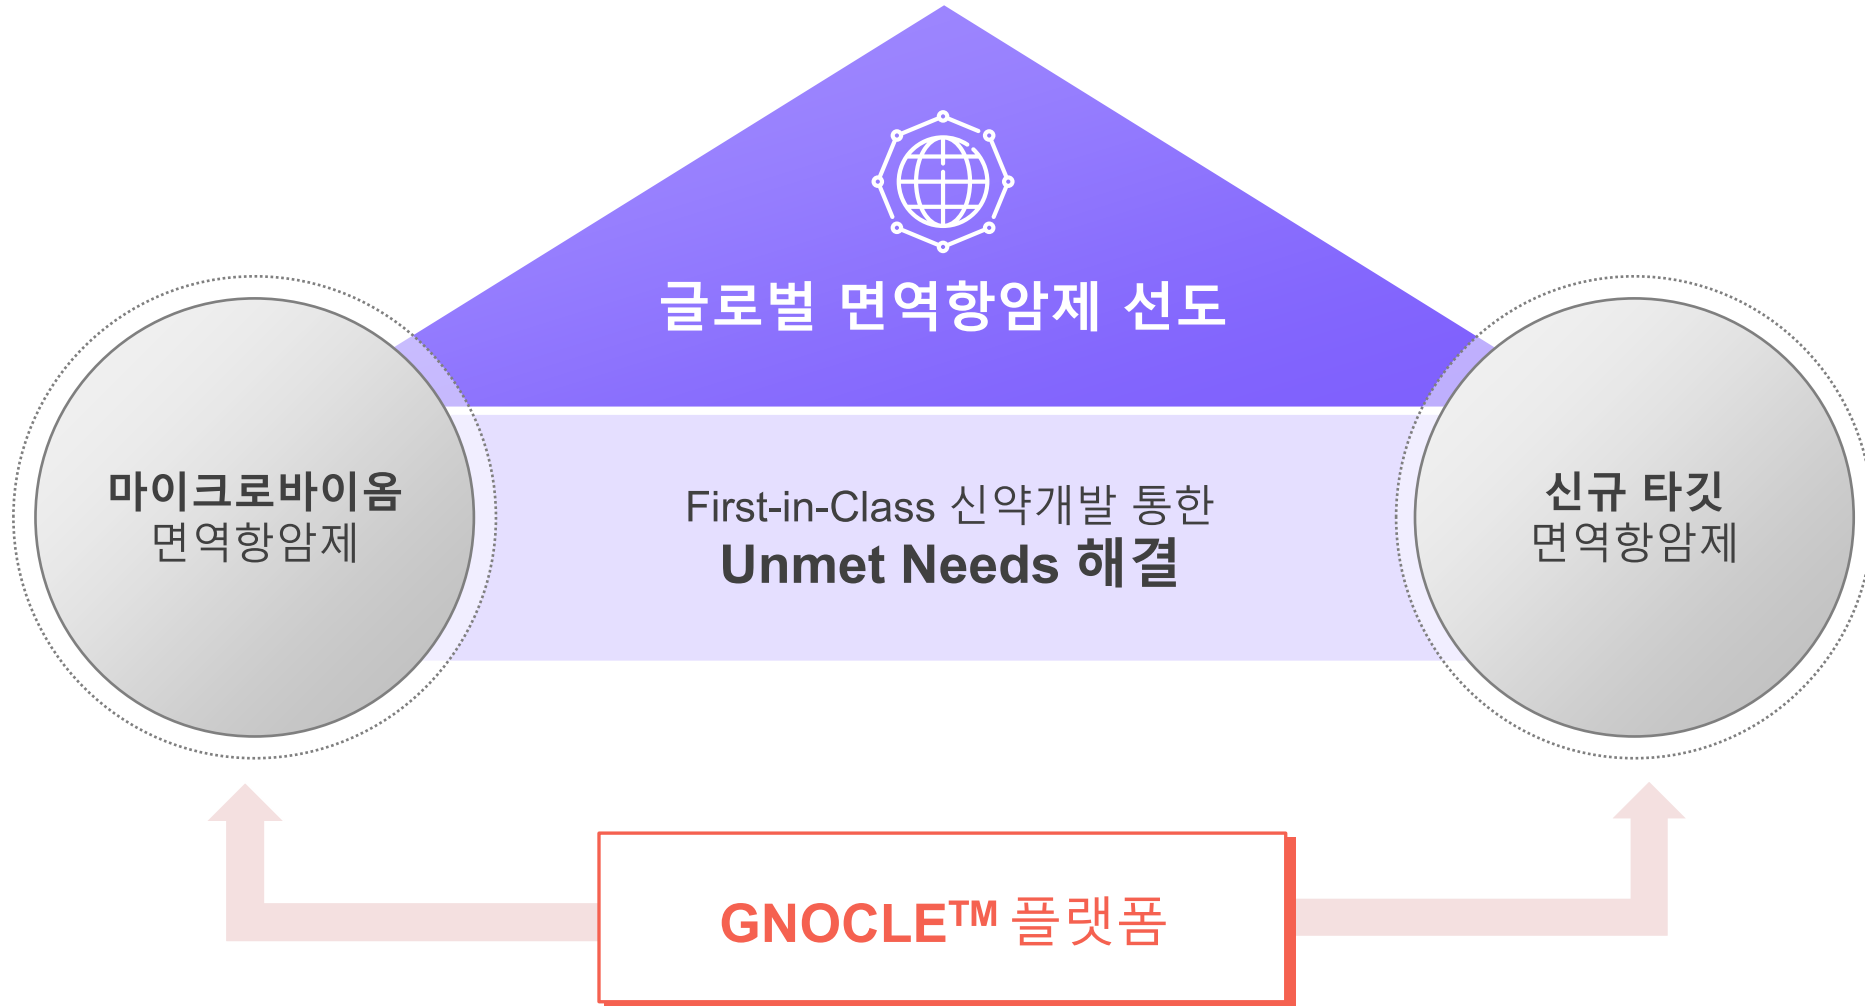 글로벌 면역항암제 선도
마이크로바이옴
면역항암제
First-in-Class 신약개발 통한
Unmet Needs 해결
신규 타깃
면역항암제
GNOCLE™ 플랫폼